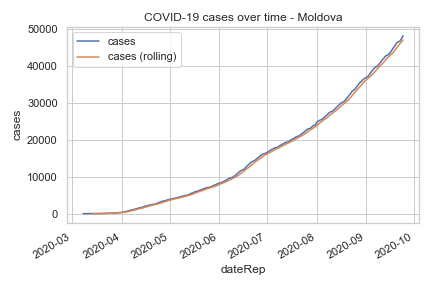 COVID-19 cases over time - Moldova
cases
cases (rolling)
50000
40000
30000
20000
10000
0
cases
2020-03
2020-04
2020-05
2020-06
2020-07
2020-08
2020-09
2020-10
dateRep